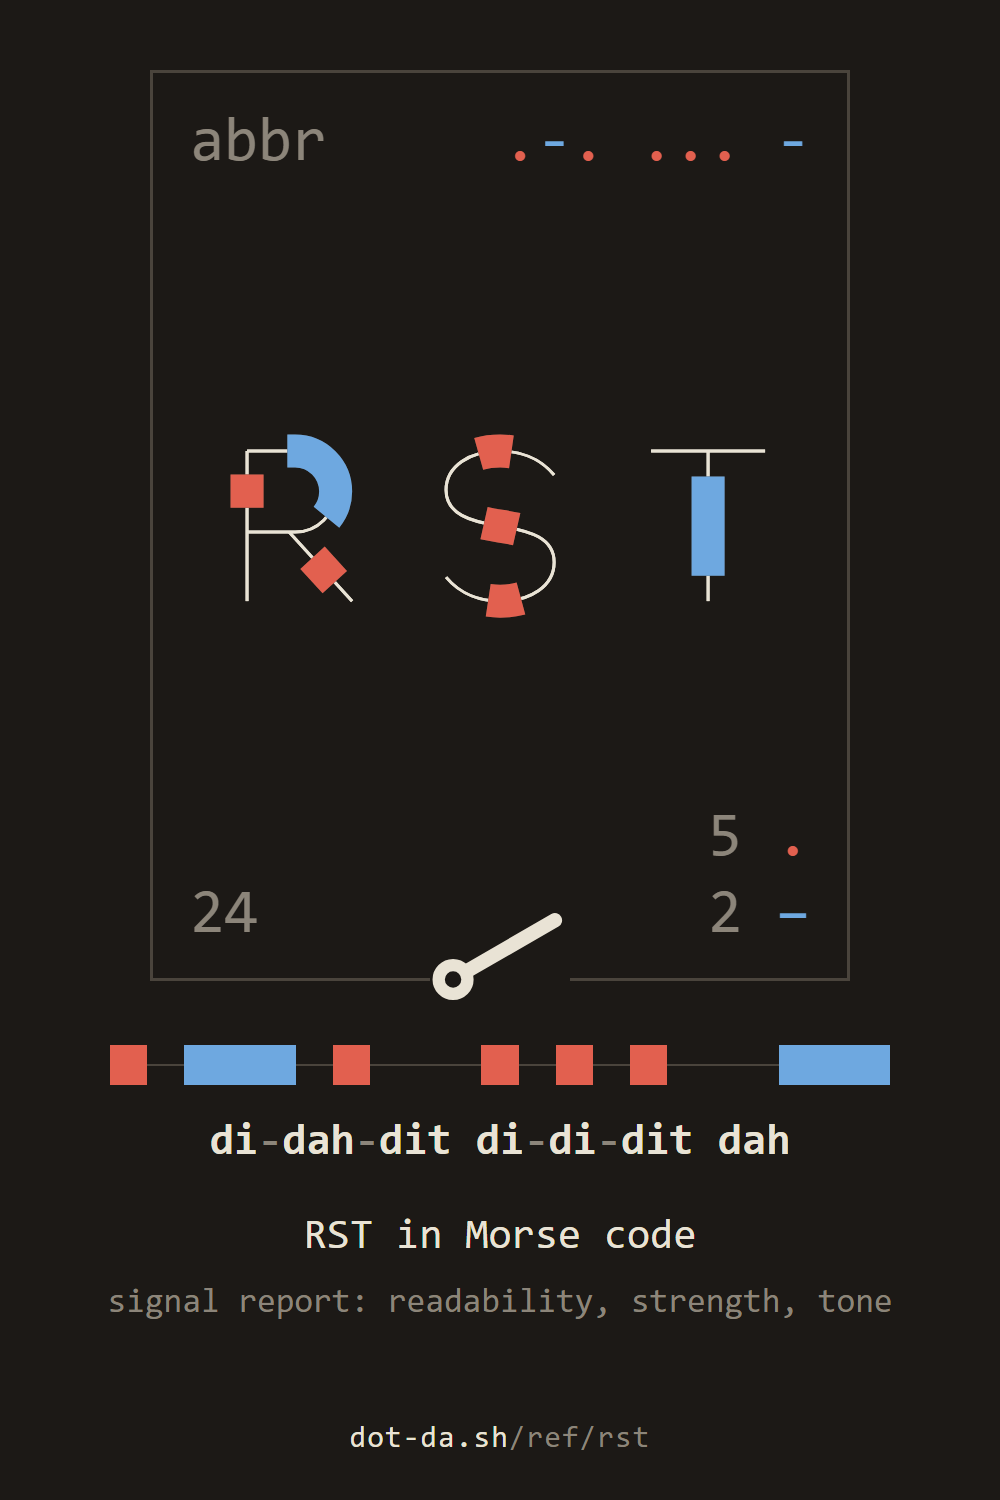 abbr .-. ... -
RST
5 .
24 2 -
di-dah-dit di-di-dit dah
RST in Morse code
signal report: readability, strength, tone
dot-da.sh/ref/rst